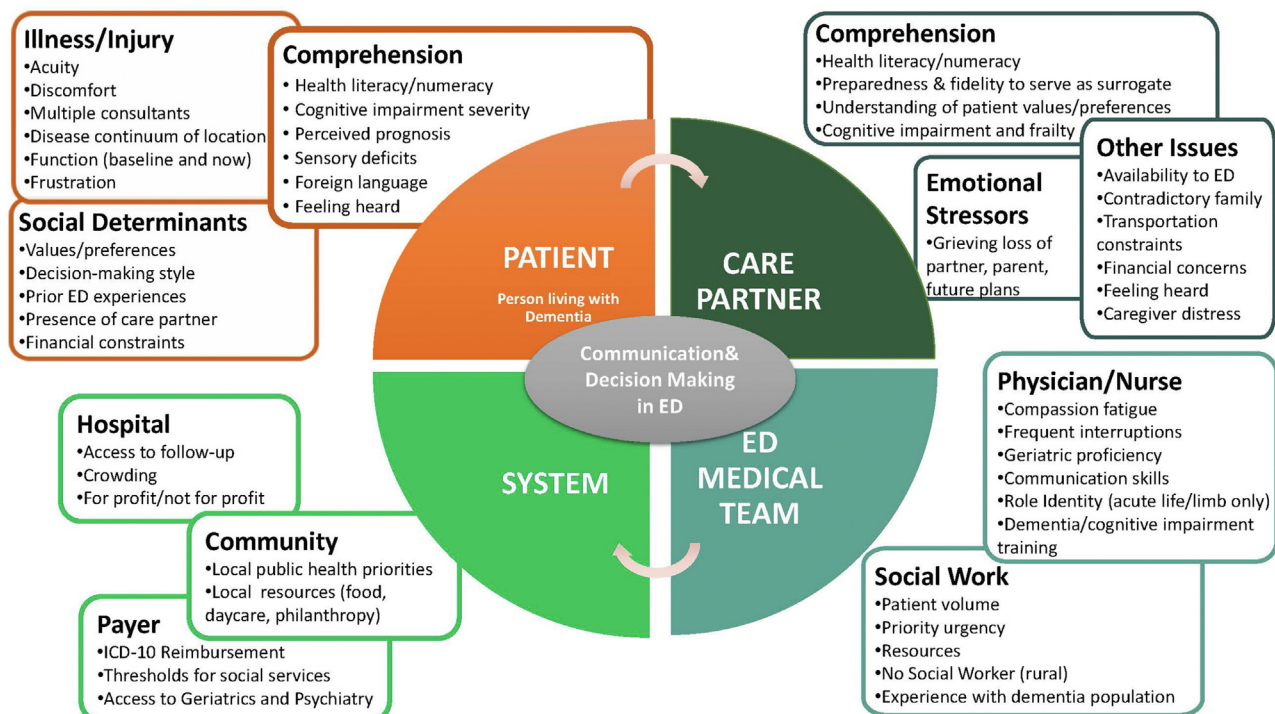 Illness/Injury
•Acuity
•Discomfort
•Multiple consultants
•Disease continuum of location
•Function (baseline and now)
•Frustration
Comprehension
• Health literacy/numeracy
• Cognitive impairment severity
• Perceived prognosis
• Sensory deficits
• Foreign language
• Feeling heard
Social Determinants
•Values/preferences
•Decision-making style
•Prior ED experiences
•Presence of care partner
•Financial constraints
Comprehension
•Health literacy/numeracy
•Preparedness & fidelity to serve as surrogate
•Understanding of patient values/preferences
•Cognitive impairment and frailty
Other Issues
•Availability to ED
•Contradictory family
•Transportation
constraints
•Financial concerns
•Feeling heard
•Caregiver distress
Emotional
Stressors
•Grieving loss of
partner, parent,
future plans
PATIENT
Person living with
Dementia
CARE
PARTNER
Communication&
Decision Making
in ED
SYSTEM
ED
MEDICAL
TEAM
Hospital
•Access to follow-up
•Crowding
•For profit/not for profit
Community
•Local public health priorities
•Local resources (food,
daycare, philanthropy)
Payer
•ICD-10 Reimbursement
•Thresholds for social services
•Access to Geriatrics and Psychiatry
Physician/Nurse
•Compassion fatigue
•Frequent interruptions
•Geriatric proficiency
•Communication skills
•Role Identity (acute life/limb only)
•Dementia/cognitive impairment
training
Social Work
•Patient volume
•Priority urgency
•Resources
•No Social Worker (rural)
•Experience with dementia population